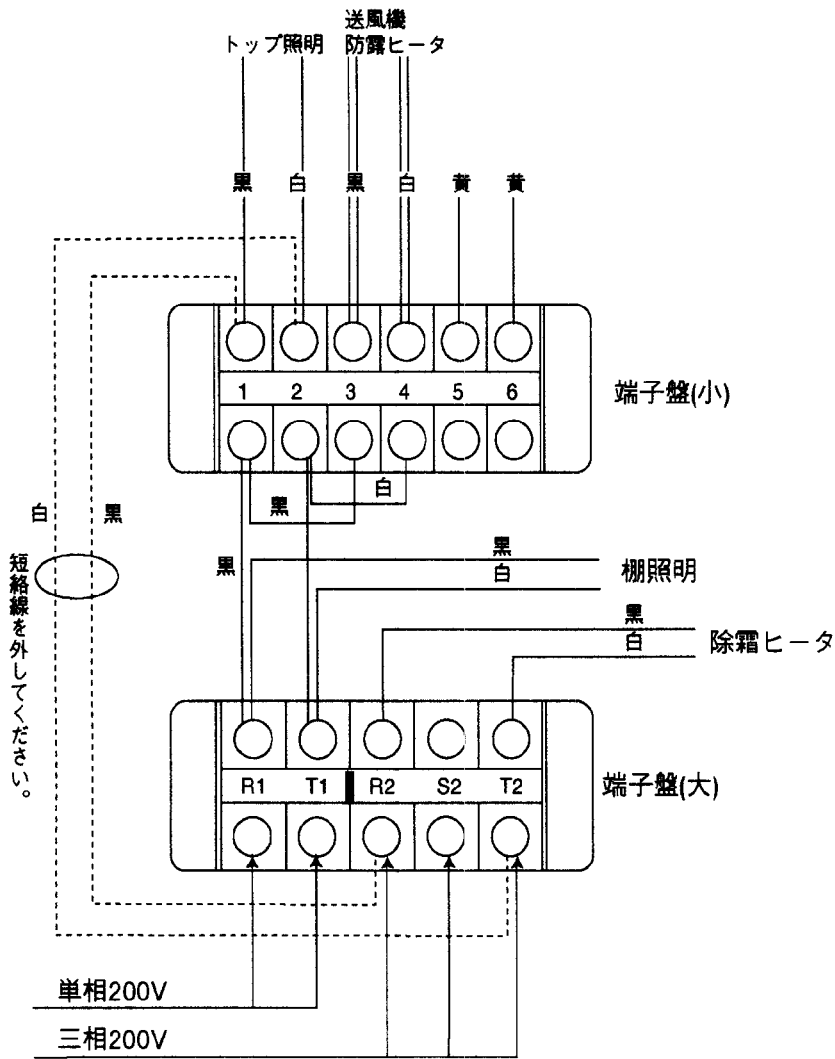 送風機
トップ照明 防露ヒータ
黒 白 黒 白 黄 黄
1 2 3 4 5 6
端子盤(小)
白
黒
白 黒
黒
黒
白
棚照明
短絡線を外してください。
黒
白
除霜ヒータ
R1 T1 R2 S2 T2
端子盤(大)
単相200V
三相200V